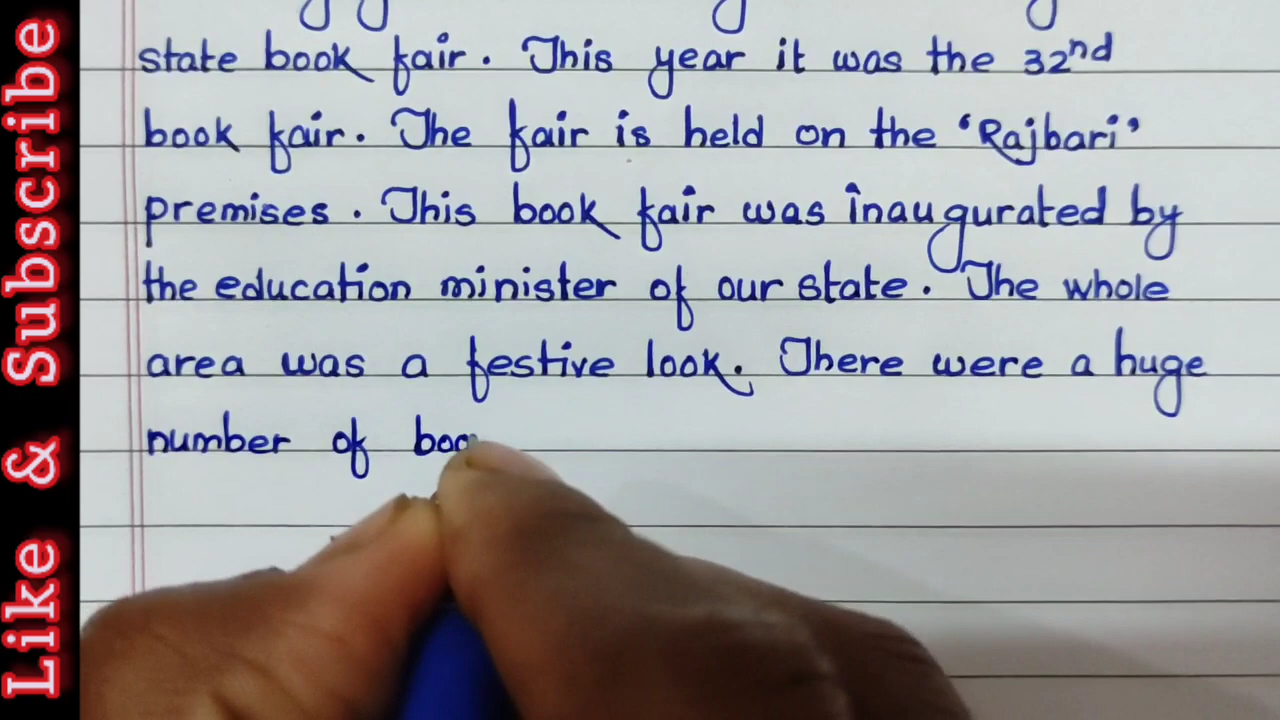 Like & Subscribe
state book fair. This year it was the 32nd
book fair. The fair is held on the ‘Rajbari’
premises. This book fair was inaugurated by
the education minister of our state. The whole
area was a festive look. There were a huge
number of boo